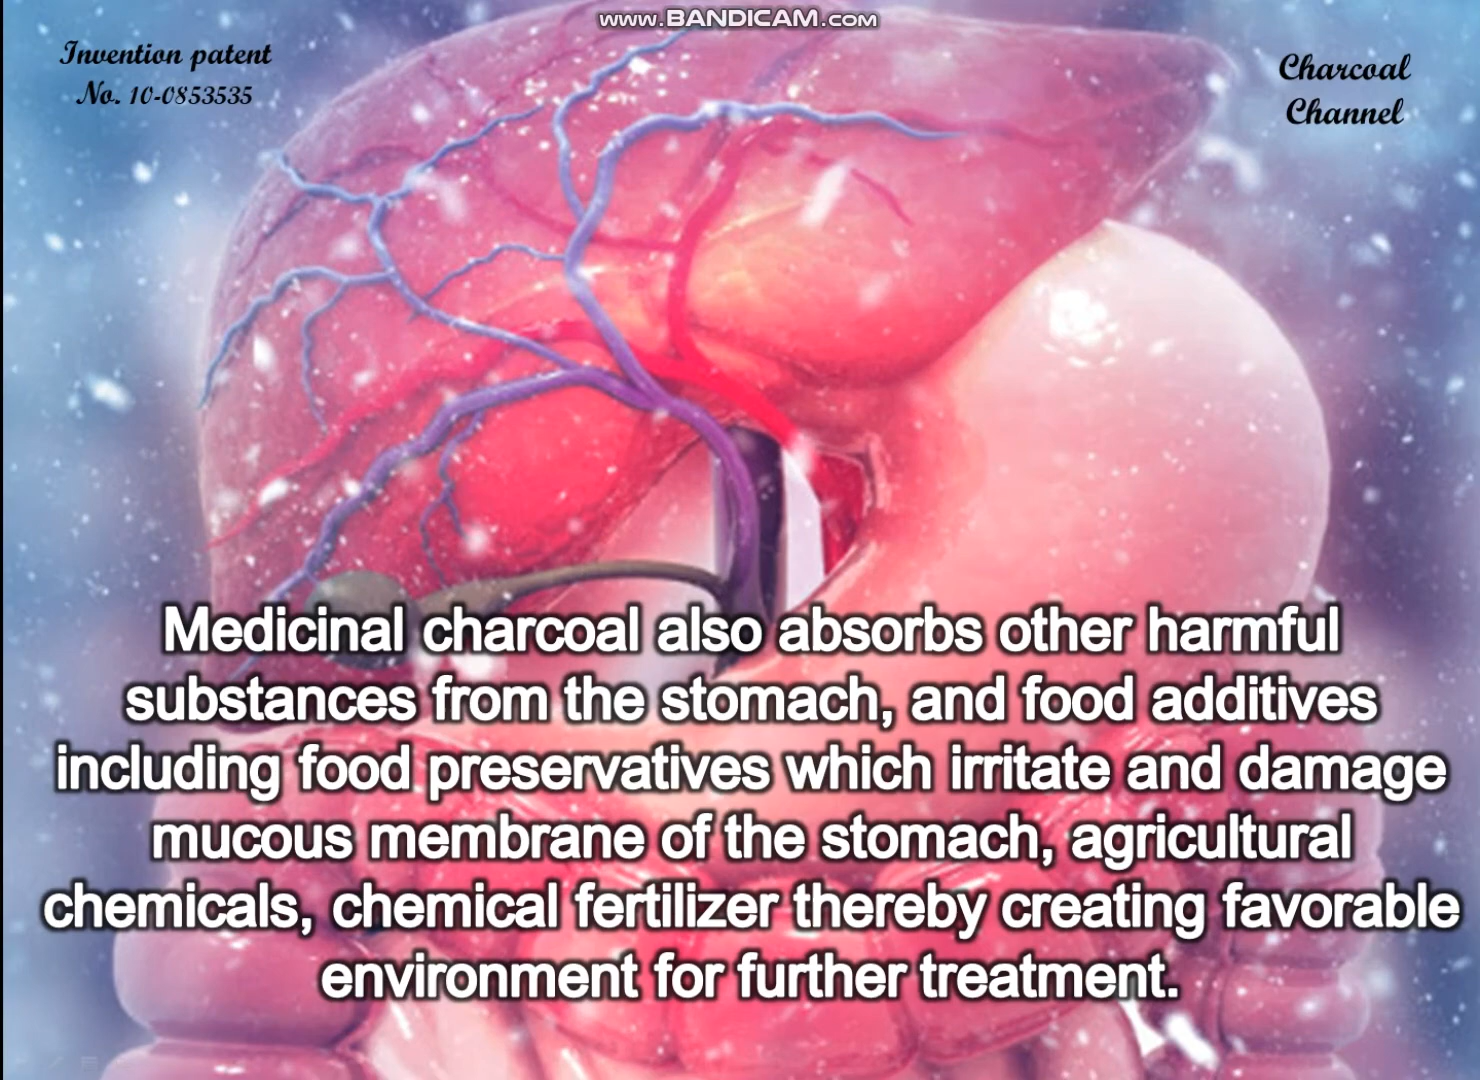 www.BANDICAM.com
Invention patent
No. 10-0853535
Charcoal
Channel
Medicinal charcoal also absorbs other harmful
substances from the stomach, and food additives
including food preservatives which irritate and damage
mucous membrane of the stomach, agricultural
chemicals, chemical fertilizer thereby creating favorable
environment for further treatment.